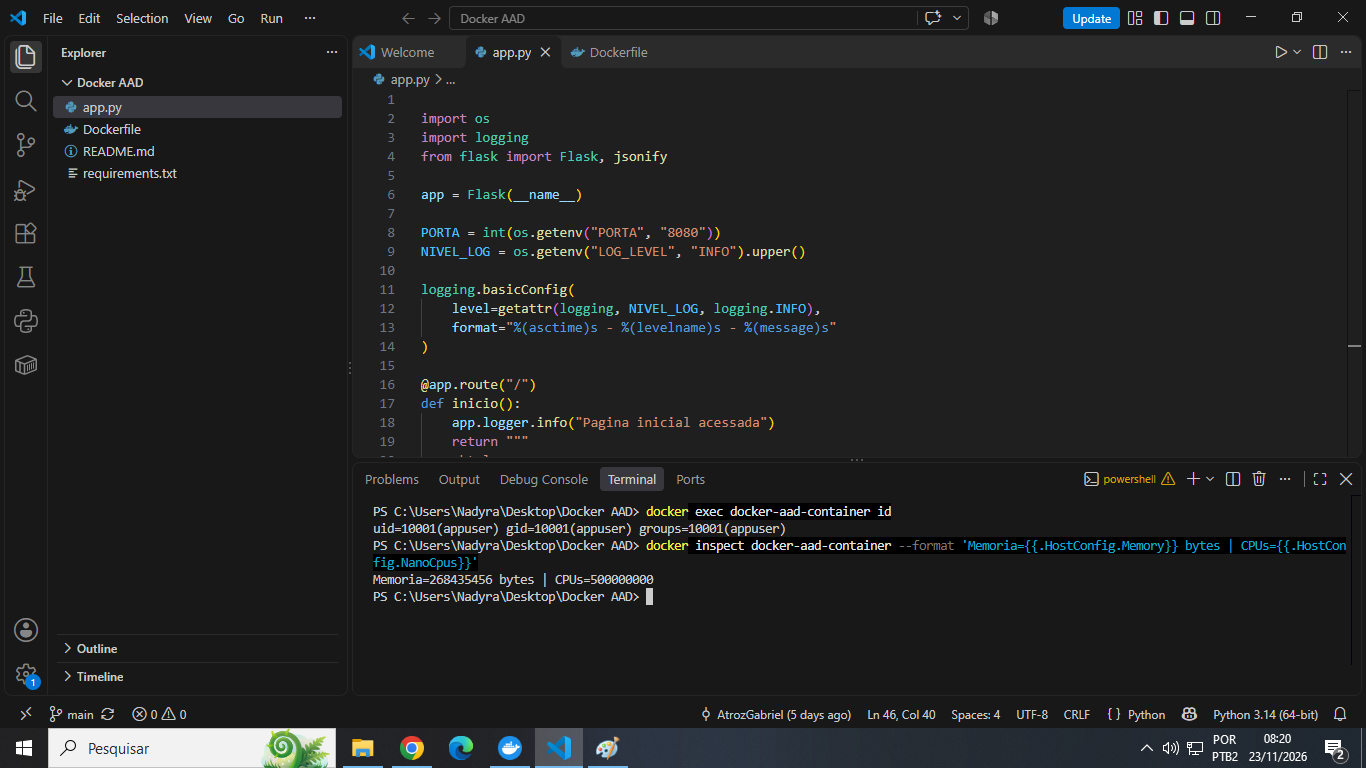 File Edit Selection View Go Run ···
Docker AAD
Update
Explorer ···
Docker AAD
app.py
Dockerfile
README.md
requirements.txt
Outline
Timeline
1
Welcome
app.py
Dockerfile
app.py > ...
1
2 import os
3 import logging
4 from flask import Flask, jsonify
5
6 app = Flask(__name__)
7
8 PORTA = int(os.getenv("PORTA", "8080"))
9 NIVEL_LOG = os.getenv("LOG_LEVEL", "INFO").upper()
10
11 logging.basicConfig(
12 level=getattr(logging, NIVEL_LOG, logging.INFO),
13 format="%(asctime)s - %(levelname)s - %(message)s"
14 )
15
16 @app.route("/")
17 def inicio():
18 app.logger.info("Pagina inicial acessada")
19 return """
Problems Output Debug Console Terminal Ports
powershell
PS C:\Users\Nadyra\Desktop\Docker AAD> docker exec docker-aad-container id
uid=10001(appuser) gid=10001(appuser) groups=10001(appuser)
PS C:\Users\Nadyra\Desktop\Docker AAD> docker inspect docker-aad-container --format 'Memoria={{.HostConfig.Memory}} bytes | CPUs={{.HostCon
fig.NanoCpus}}'
Memoria=268435456 bytes | CPUs=500000000
PS C:\Users\Nadyra\Desktop\Docker AAD>
main 0 0 AtrozGabriel (5 days ago) Ln 46, Col 40 Spaces: 4 UTF-8 CRLF { } Python Python 3.14 (64-bit)
Pesquisar
POR
PTB2
08:20
23/11/2026
2